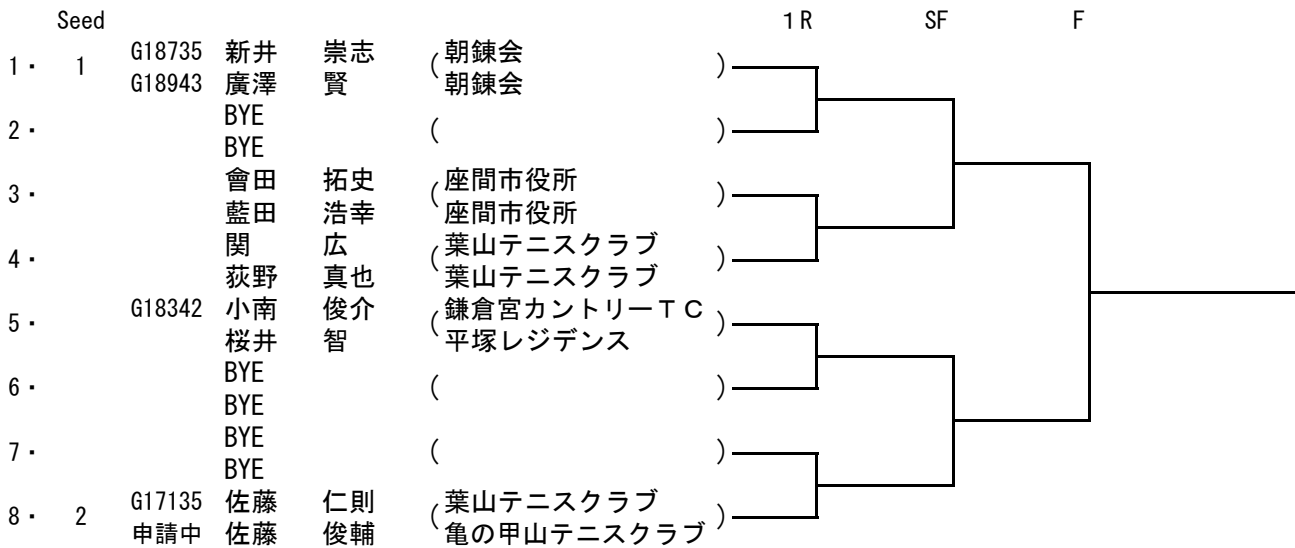 Seed 1R SF F
1・ 1 G18735 新井 崇志 ( 朝錬会 )
G18943 廣澤 賢 朝錬会
2・ BYE ( )
BYE
3・ 會田 拓史 ( 座間市役所 )
藍田 浩幸 座間市役所
4・ 関 広 ( 葉山テニスクラブ )
荻野 真也 葉山テニスクラブ
5・ G18342 小南 俊介 ( 鎌倉宮カントリーTC )
桜井 智 平塚レジデンス
6・ BYE ( )
BYE
7・ BYE ( )
BYE
8・ 2 G17135 佐藤 仁則 ( 葉山テニスクラブ )
申請中 佐藤 俊輔 亀の甲山テニスクラブ